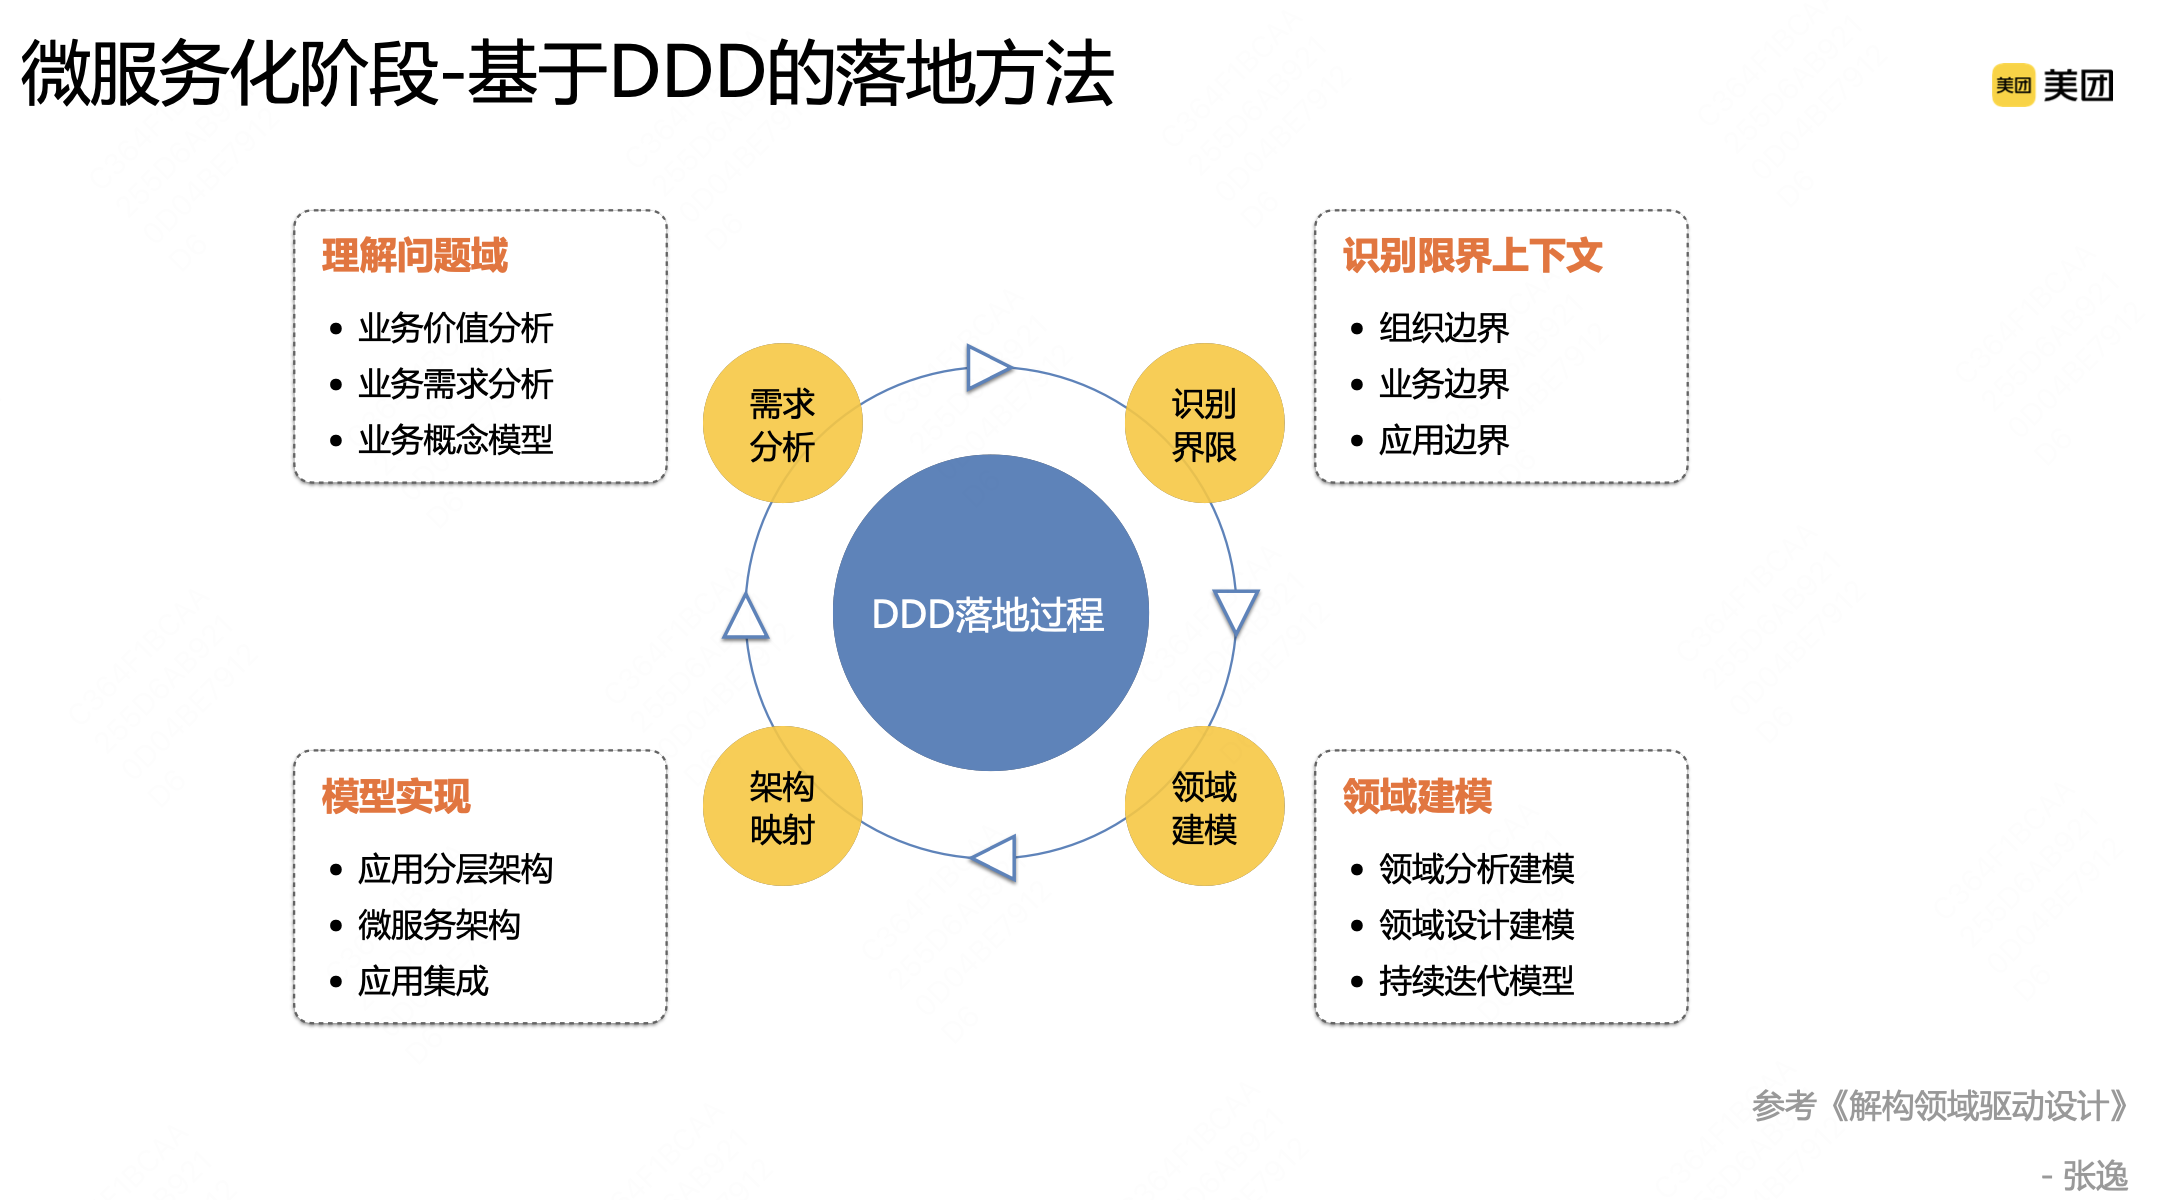 微服务化阶段-基于DDD的落地方法
美团 美团
理解问题域
• 业务价值分析
• 业务需求分析
• 业务概念模型
识别限界上下文
• 组织边界
• 业务边界
• 应用边界
需求
分析
识别
界限
DDD落地过程
架构
映射
领域
建模
模型实现
• 应用分层架构
• 微服务架构
• 应用集成
领域建模
• 领域分析建模
• 领域设计建模
• 持续迭代模型
参考《解构领域驱动设计》
- 张逸